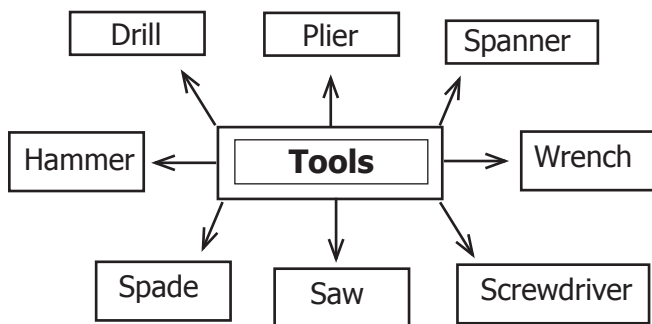 Drill
Plier
Spanner
Hammer
Tools
Wrench
Spade
Saw
Screwdriver